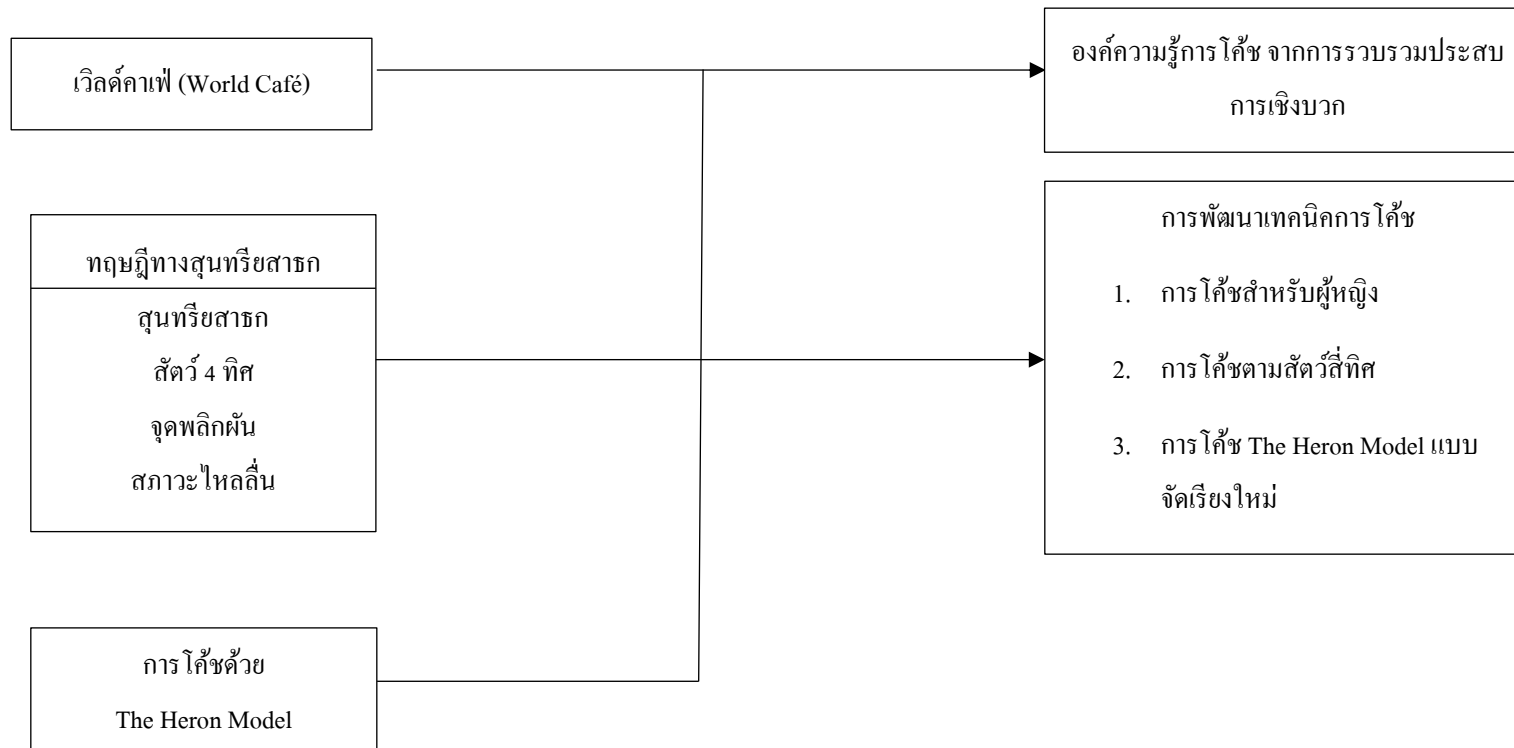 เวิลด์คาเฟ่ (World Café)
องค์ความรู้การโค้ช จากการรวบรวมประสบ
การเชิงบวก
ทฤษฎีทางสุนทรียสาธก
สุนทรียสาธก
สัตว์ 4 ทิศ
จุดพลิกผัน
สภาวะไหลลื่น
การพัฒนาเทคนิคการโค้ช
1. การโค้ชสำหรับผู้หญิง
2. การโค้ชตามสัตว์สี่ทิศ
3. การโค้ช The Heron Model แบบ
จัดเรียงใหม่
การโค้ชด้วย
The Heron Model